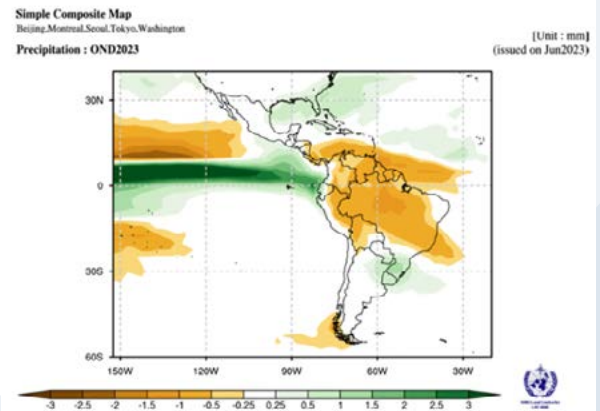 Simple Composite Map
Beijing,Montreal,Seoul,Tokyo,Washington
Precipitation : OND2023
[Unit : mm]
(issued on Jun2023)
30N
0
30S
60S
150W 120W 90W 60W 30W
-3 -2.5 -2 -1.5 -1 -0.5 -0.25 0.25 0.5 1 1.5 2 2.5 3